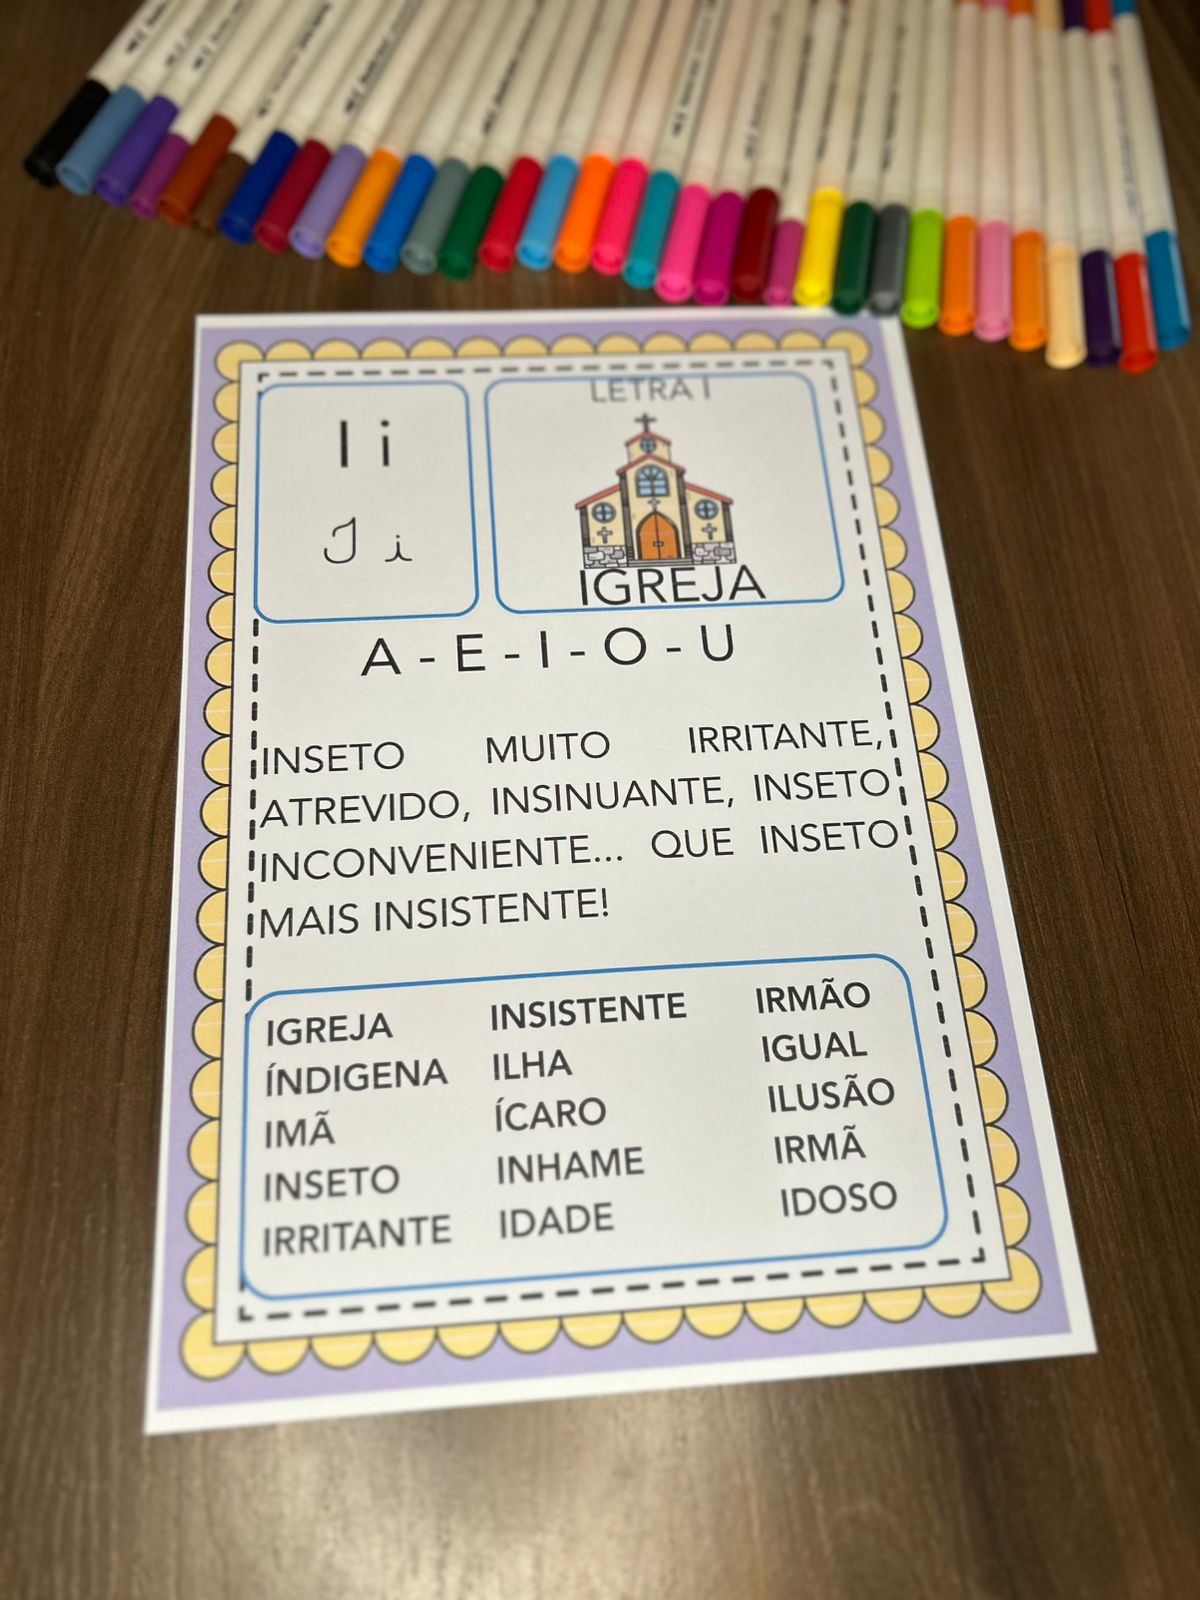 I i
I i
LETRA I
IGREJA
A - E - I - O - U
INSETO MUITO IRRITANTE,
ATREVIDO, INSINUANTE, INSETO
INCONVENIENTE... QUE INSETO
MAIS INSISTENTE!
IGREJA INSISTENTE IRMÃO
ÍNDIGENA ILHA IGUAL
IMÃ ÍCARO ILUSÃO
INSETO INHAME IRMÃ
IRRITANTE IDADE IDOSO